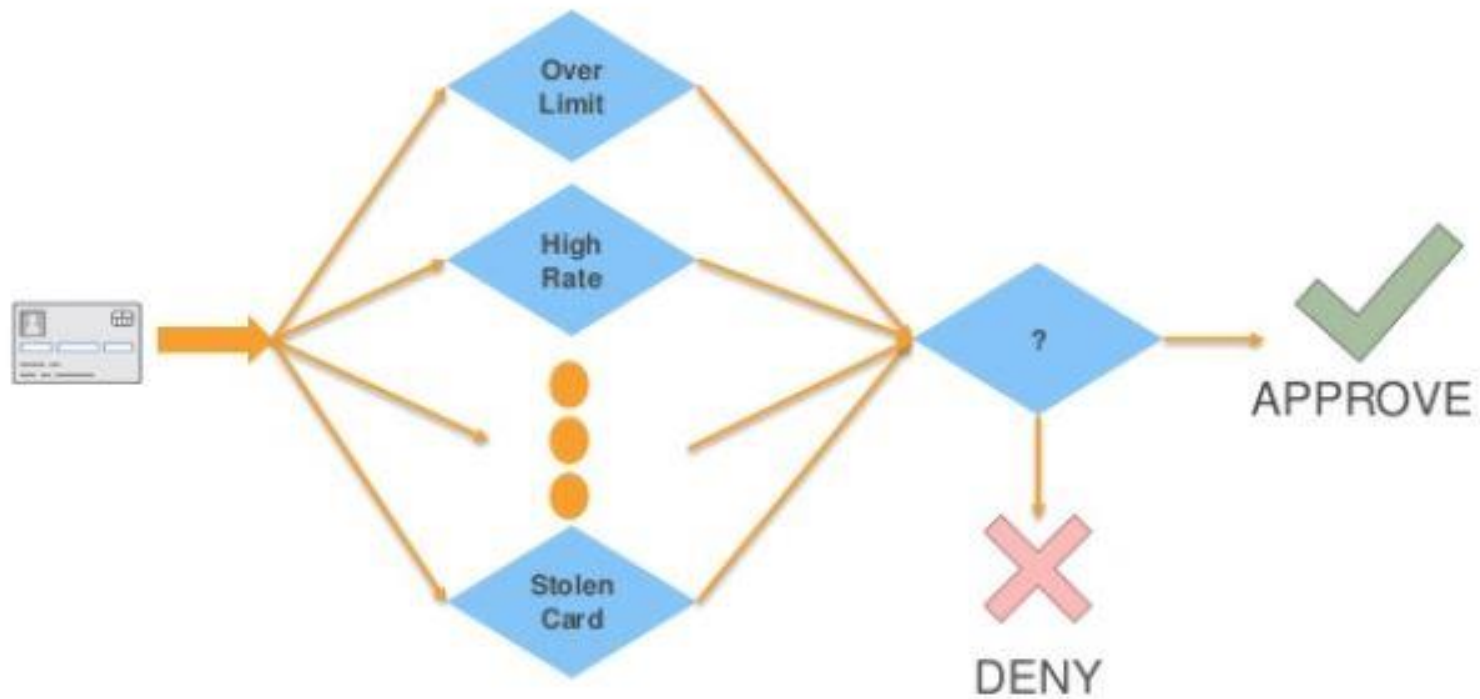 Over
Limit
High
Rate
?
APPROVE
Stolen
Card
DENY